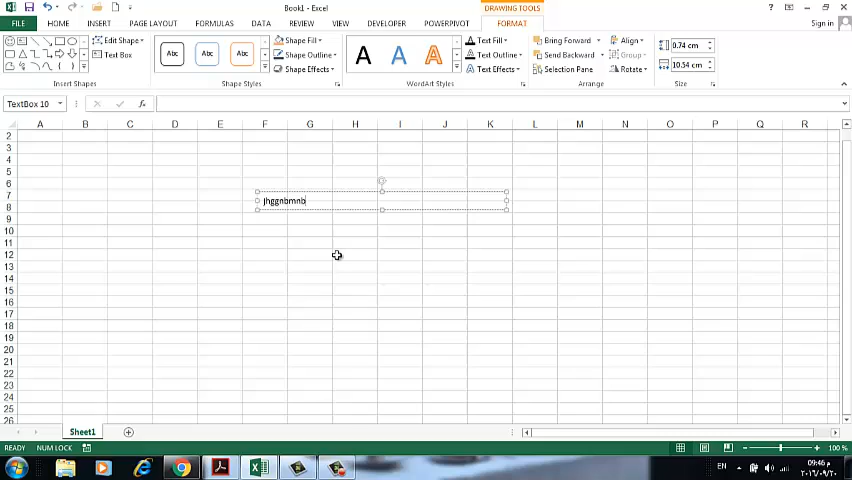 Book1 - Excel
DRAWING TOOLS
? 
FILE HOME INSERT PAGE LAYOUT FORMULAS DATA REVIEW VIEW DEVELOPER POWERPIVOT FORMAT Sign in
Edit Shape
Text Box
Insert Shapes
Abc Abc Abc
Shape Fill
Shape Outline
Shape Effects
Shape Styles
A A A
Text Fill
Text Outline
Text Effects
WordArt Styles
Bring Forward
Send Backward
Selection Pane
Align
Group
Rotate
Arrange
0.74 cm
10.54 cm
Size
TextBox 10
fx
A B C D E F G H I J K L M N O P Q R
2
3
4
5
6
7
8
9
10
11
12
13
14
15
16
17
18
19
20
21
22
23
24
25
26
jhggnbmnb
Sheet1
READY NUM LOCK 100 %
EN
09:46 م
٢٠١٦/٠٩/٢٠